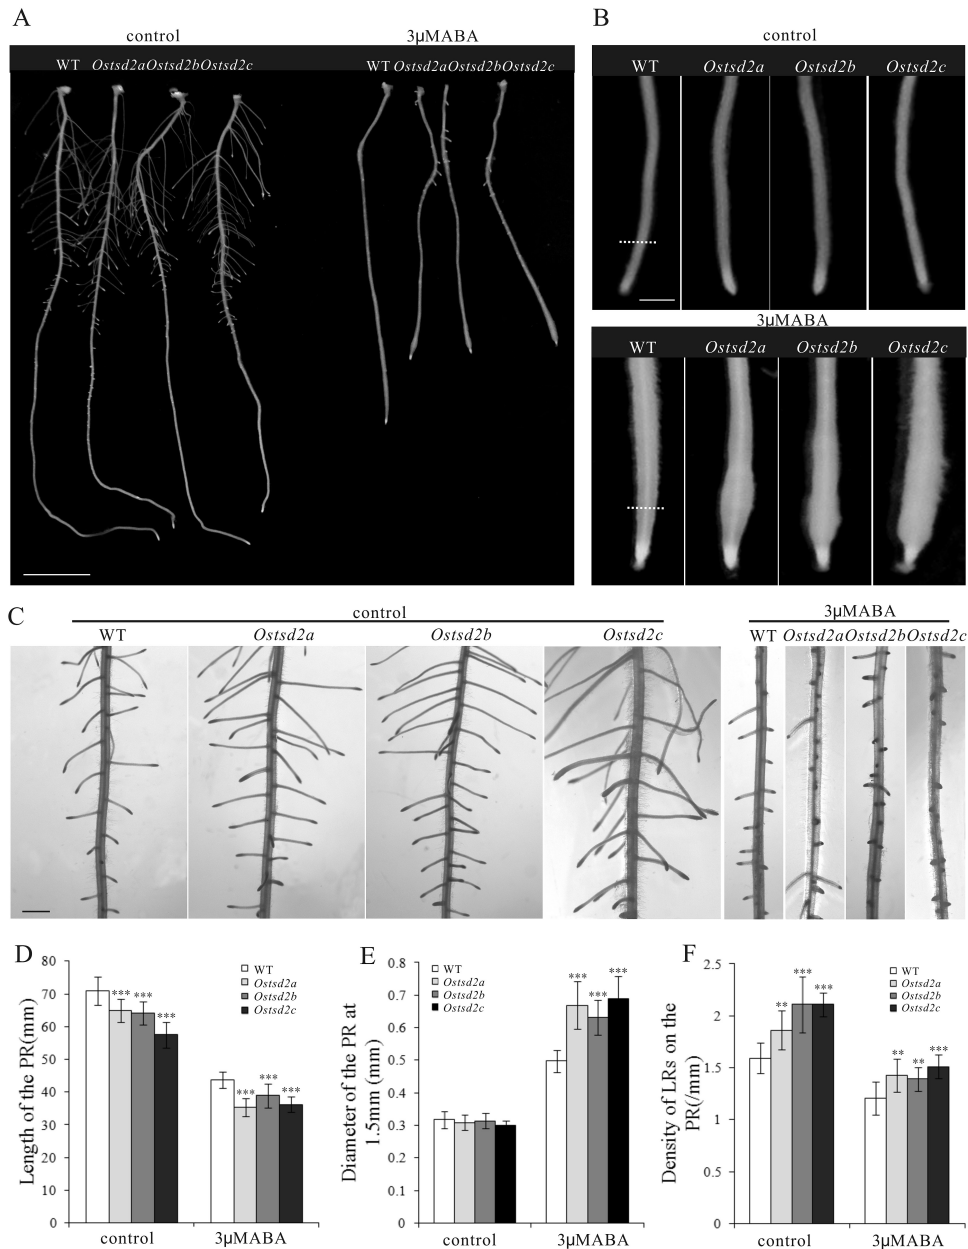 A
control
3μMABA
WT Ostsd2a Ostsd2b Ostsd2c
WT Ostsd2a Ostsd2b Ostsd2c
B
control
WT Ostsd2a Ostsd2b Ostsd2c
3μMABA
WT Ostsd2a Ostsd2b Ostsd2c
C
control
3μMABA
WT Ostsd2a Ostsd2b Ostsd2c
WT Ostsd2a Ostsd2b Ostsd2c
D
Length of the PR(mm)
80
70
60
50
40
30
20
10
0
WT
Ostsd2a
Ostsd2b
Ostsd2c
*** *** ***
*** *** ***
control 3μMABA
E
Diameter of the PR at
1.5mm (mm)
0.8
0.7
0.6
0.5
0.4
0.3
0.2
0.1
0
WT
Ostsd2a
Ostsd2b
Ostsd2c
*** *** ***
control 3μMABA
F
Density of LRs on the
PR(/mm)
2.5
2
1.5
1
0.5
0
WT
Ostsd2a
Ostsd2b
Ostsd2c
** *** ***
** ** ***
control 3μMABA